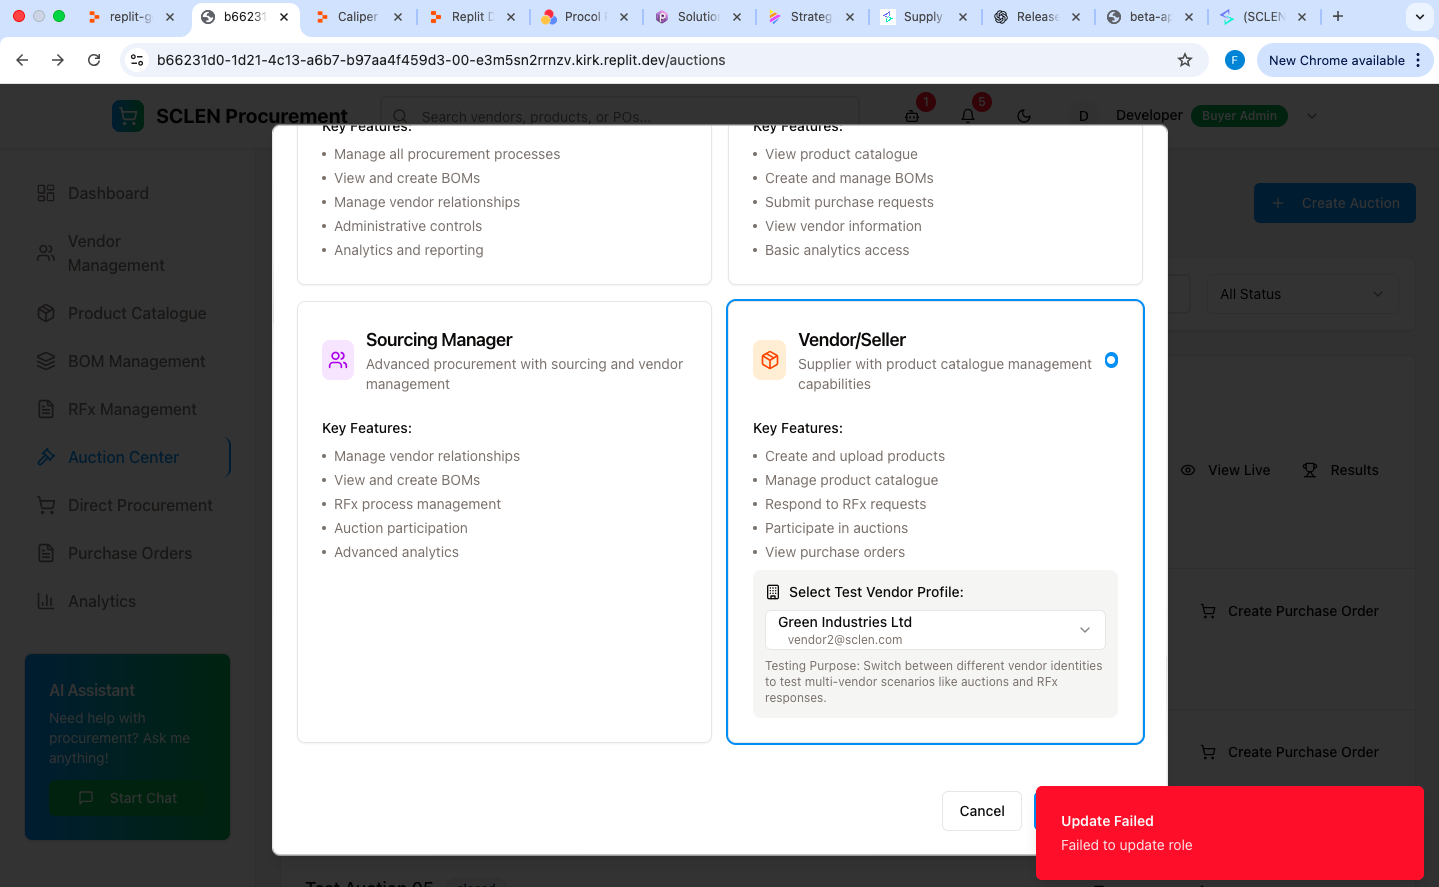 replit-g
b6623
Caliper
Replit D
Procol
Solution
Strateg
Supply
Release
beta-ap
(SCLEN
b66231d0-1d21-4c13-a6b7-b97aa4f459d3-00-e3m5sn2rrnzv.kirk.replit.dev/auctions
F
New Chrome available
SCLEN Procurement
Search vendors, products, or POs...
1
5
D
Developer
Buyer Admin
Dashboard
Vendor
Management
Product Catalogue
BOM Management
RFx Management
Auction Center
Direct Procurement
Purchase Orders
Analytics
AI Assistant
Need help with
procurement? Ask me
anything!
Start Chat
Create Auction
All Status
View Live
Results
Create Purchase Order
Create Purchase Order
Test Auction 05
closed
Key Features:
Manage all procurement processes
View and create BOMs
Manage vendor relationships
Administrative controls
Analytics and reporting
Key Features:
View product catalogue
Create and manage BOMs
Submit purchase requests
View vendor information
Basic analytics access
Sourcing Manager
Advanced procurement with sourcing and vendor
management
Key Features:
Manage vendor relationships
View and create BOMs
RFx process management
Auction participation
Advanced analytics
Vendor/Seller
Supplier with product catalogue management
capabilities
Key Features:
Create and upload products
Manage product catalogue
Respond to RFx requests
Participate in auctions
View purchase orders
Select Test Vendor Profile:
Green Industries Ltd
vendor2@sclen.com
Testing Purpose: Switch between different vendor identities
to test multi-vendor scenarios like auctions and RFx
responses.
Cancel
Update Failed
Failed to update role